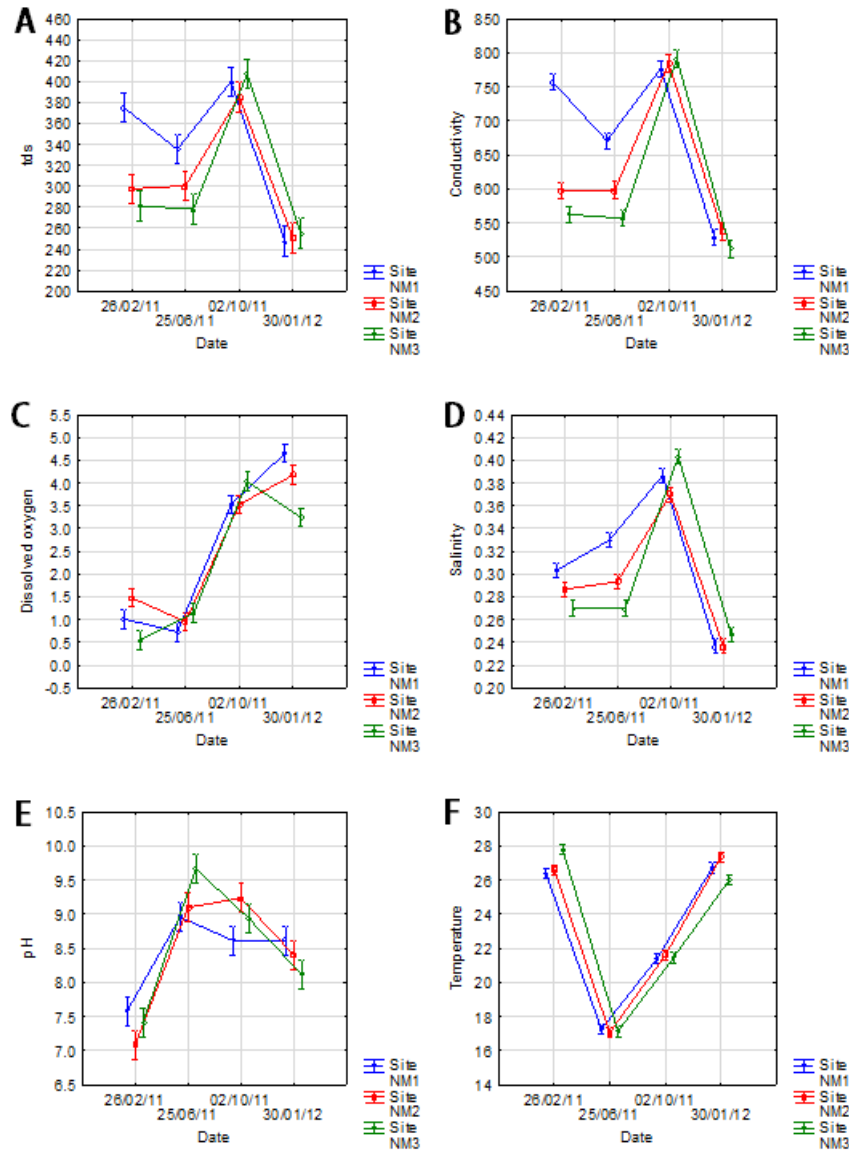 A
460
440
420
400
380
360
340
320
300
280
260
240
220
200
tds
26/02/11 02/10/11
25/06/11 30/01/12
Date
Site
NM1
Site
NM2
Site
NM3
B
850
800
750
700
650
600
550
500
450
Conductivity
26/02/11 02/10/11
25/06/11 30/01/12
Date
Site
NM1
Site
NM2
Site
NM3
C
5.5
5.0
4.5
4.0
3.5
3.0
2.5
2.0
1.5
1.0
0.5
0.0
-0.5
Dissolved oxygen
26/02/11 02/10/11
25/06/11 30/01/12
Date
Site
NM1
Site
NM2
Site
NM3
D
0.44
0.42
0.40
0.38
0.36
0.34
0.32
0.30
0.28
0.26
0.24
0.22
0.20
Salinity
26/02/11 02/10/11
25/06/11 30/01/12
Date
Site
NM1
Site
NM2
Site
NM3
E
10.5
10.0
9.5
9.0
8.5
8.0
7.5
7.0
6.5
pH
26/02/11 02/10/11
25/06/11 30/01/12
Date
Site
NM1
Site
NM2
Site
NM3
F
30
28
26
24
22
20
18
16
14
Temperature
26/02/11 02/10/11
25/06/11 30/01/12
Date
Site
NM1
Site
NM2
Site
NM3